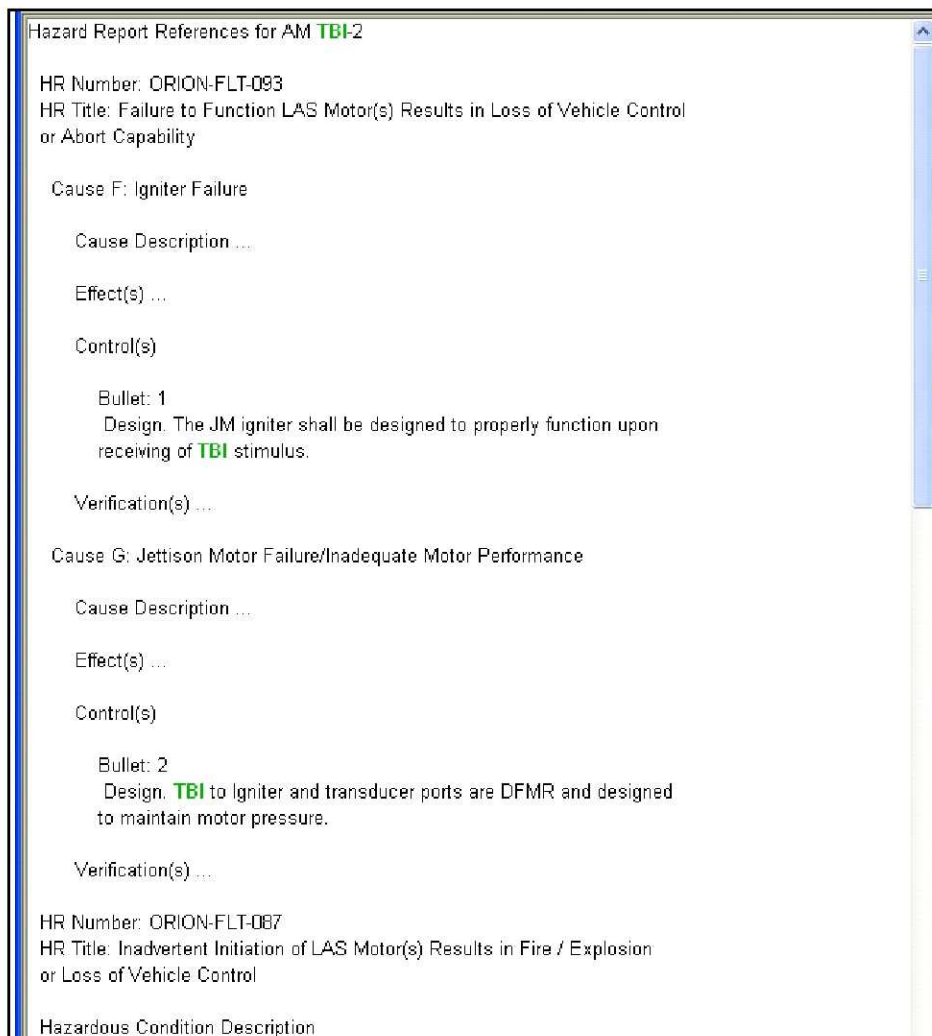 Hazard Report References for AM TBI-2
HR Number: ORION-FLT-093
HR Title: Failure to Function LAS Motor(s) Results in Loss of Vehicle Control
or Abort Capability
Cause F: Igniter Failure
Cause Description ...
Effect(s) ...
Control(s)
Bullet: 1
Design. The JM igniter shall be designed to properly function upon
receiving of TBI stimulus.
Verification(s) ...
Cause G: Jettison Motor Failure/Inadequate Motor Performance
Cause Description ...
Effect(s) ...
Control(s)
Bullet: 2
Design. TBI to Igniter and transducer ports are DFMR and designed
to maintain motor pressure.
Verification(s) ...
HR Number: ORION-FLT-087
HR Title: Inadvertent Initiation of LAS Motor(s) Results in Fire / Explosion
or Loss of Vehicle Control
Hazardous Condition Description